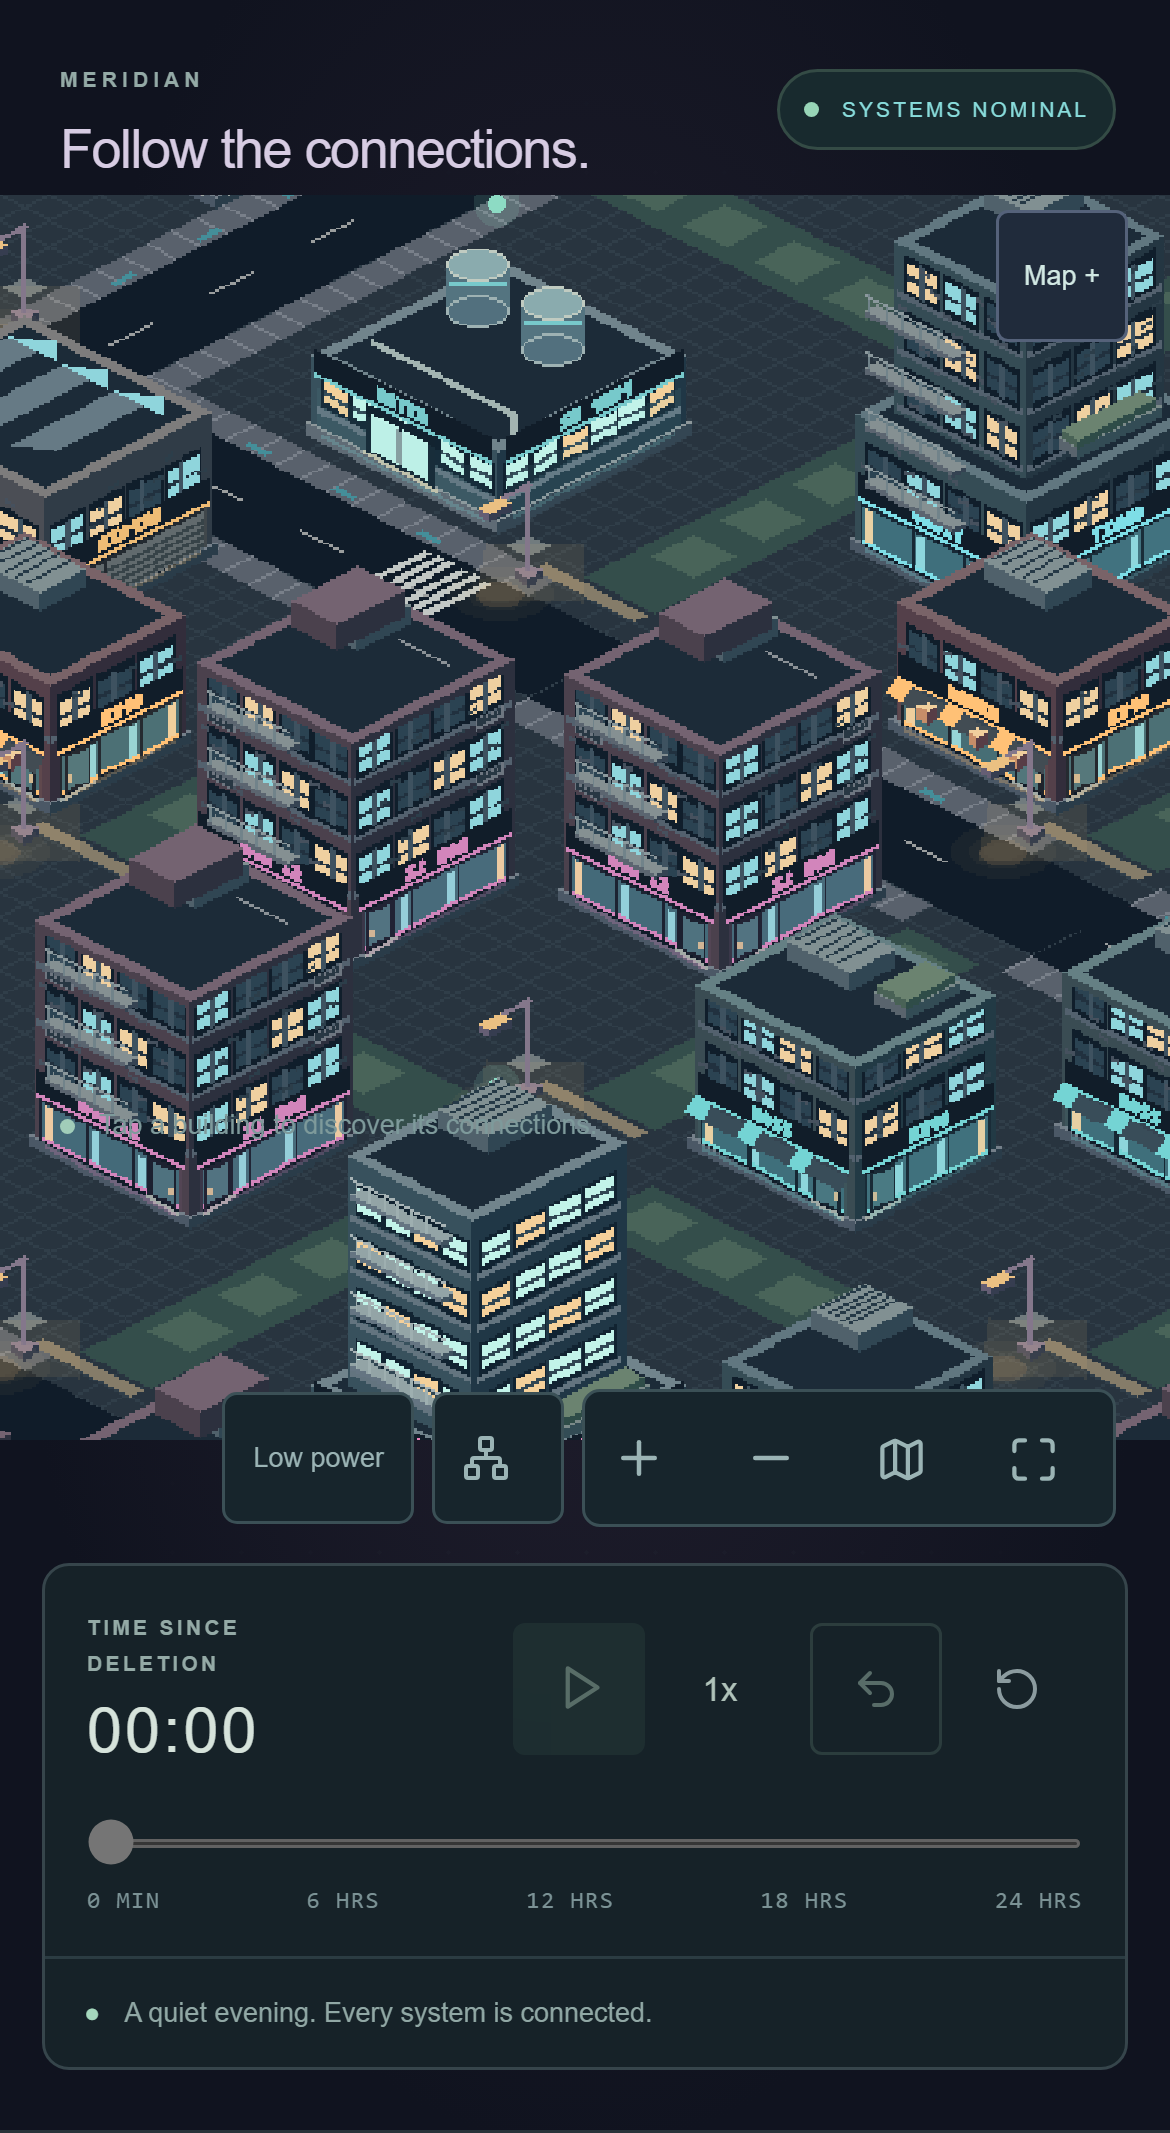 MERIDIAN
Follow the connections.
SYSTEMS NOMINAL
Map +
Tap a building to discover its connections.
Low power
TIME SINCE
DELETION
00:00
1x
0 MIN
6 HRS
12 HRS
18 HRS
24 HRS
A quiet evening. Every system is connected.